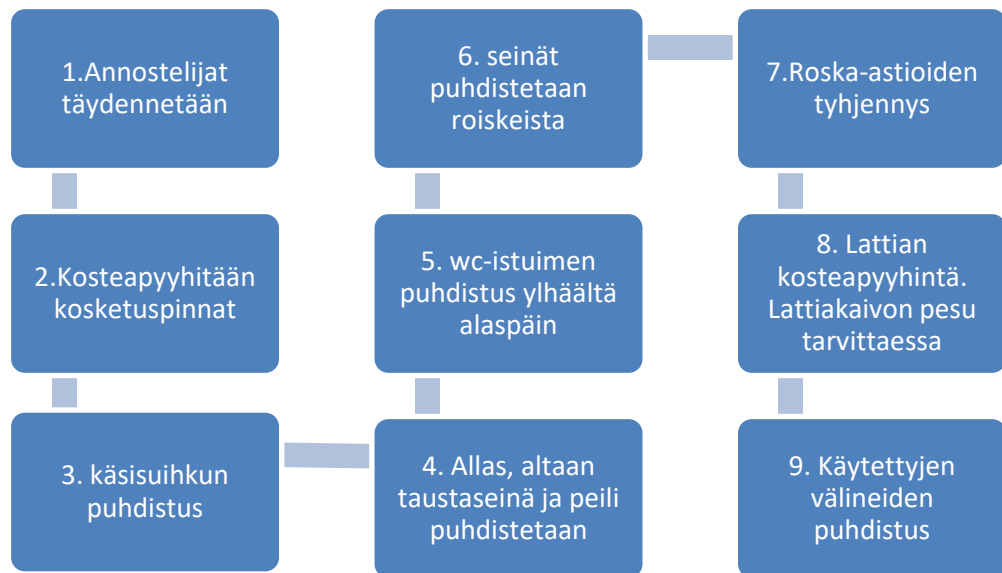 1.Annostelijat
täydennetään
2.Kosteapyyhitään
kosketuspinnat
3. käsisuihkun
puhdistus
4. Allas, altaan
taustaseinä ja peili
puhdistetaan
5. wc-istuimen
puhdistus ylhäältä
alaspäin
6. seinät
puhdistetaan
roiskeista
7.Roska-astioiden
tyhjennys
8. Lattian
kosteapyyhintä.
Lattiakaivon pesu
tarvittaessa
9. Käytettyjen
välineiden
puhdistus